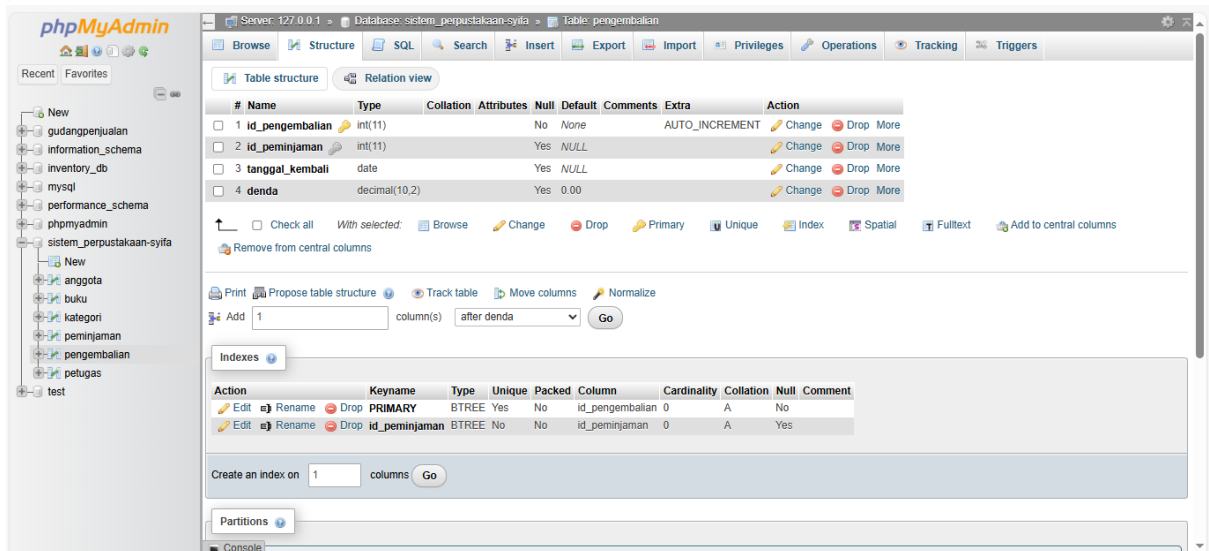 phpMyAdmin
Recent Favorites
New
gudangpenjualan
information_schema
inventory_db
mysql
performance_schema
phpmyadmin
sistem_perpustakaan-syifa
New
anggota
buku
kategori
peminjaman
pengembalian
petugas
test
Server: 127.0.0.1 » Database: sistem_perpustakaan-syifa » Table: pengembalian
Browse Structure SQL Search Insert Export Import Privileges Operations Tracking Triggers
Table structure Relation view
# Name Type Collation Attributes Null Default Comments Extra Action
1 id_pengembalian int(11) No None AUTO_INCREMENT Change Drop More
2 id_peminjaman int(11) Yes NULL Change Drop More
3 tanggal_kembali date Yes NULL Change Drop More
4 denda decimal(10,2) Yes 0.00 Change Drop More
Check all With selected: Browse Change Drop Primary Unique Index Spatial Fulltext Add to central columns
Remove from central columns
Print Propose table structure Track table Move columns Normalize
Add 1 column(s) after denda Go
Indexes
Action Keyname Type Unique Packed Column Cardinality Collation Null Comment
Edit Rename Drop PRIMARY BTREE Yes No id_pengembalian 0 A No
Edit Rename Drop id_peminjaman BTREE No No id_peminjaman 0 A Yes
Create an index on 1 columns Go
Partitions
Console